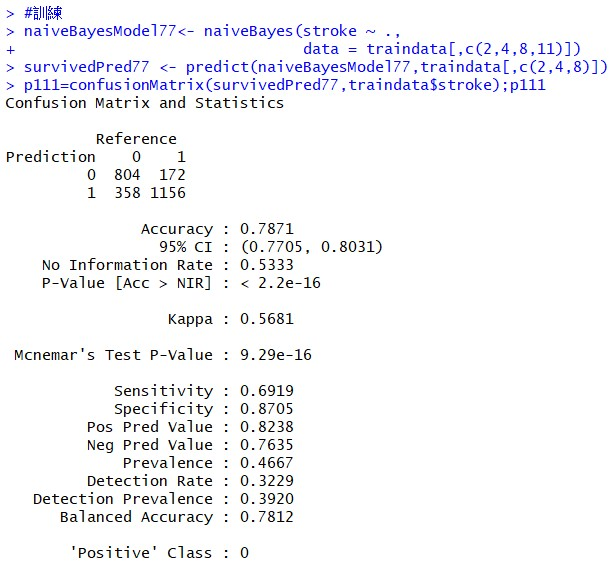 > #訓練
> naiveBayesModel77<- naiveBayes(stroke ~ .,
+                                data = traindata[,c(2,4,8,11)])
> survivedPred77 <- predict(naiveBayesModel77,traindata[,c(2,4,8)])
> p111=confusionMatrix(survivedPred77,traindata$stroke);p111
Confusion Matrix and Statistics

          Reference
Prediction    0    1
         0  804  172
         1  358 1156

               Accuracy : 0.7871
                 95% CI : (0.7705, 0.8031)
    No Information Rate : 0.5333
    P-Value [Acc > NIR] : < 2.2e-16

                  Kappa : 0.5681

 Mcnemar's Test P-Value : 9.29e-16

            Sensitivity : 0.6919
            Specificity : 0.8705
         Pos Pred Value : 0.8238
         Neg Pred Value : 0.7635
             Prevalence : 0.4667
         Detection Rate : 0.3229
   Detection Prevalence : 0.3920
      Balanced Accuracy : 0.7812

       'Positive' Class : 0